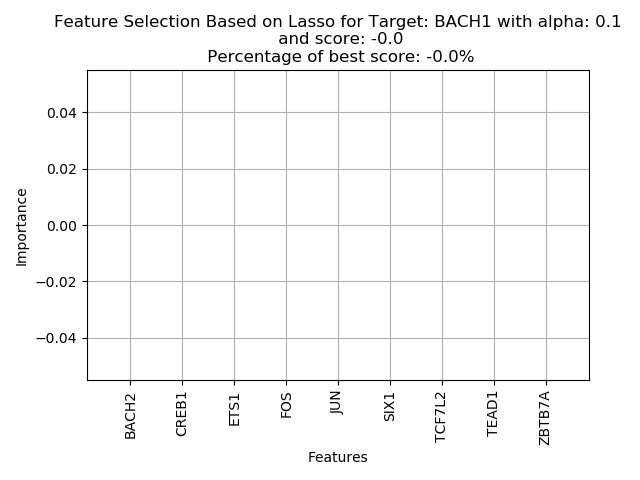 Feature Selection Based on Lasso for Target: BACH1 with alpha: 0.1
and score: -0.0
Percentage of best score: -0.0%
0.04
0.02
0.00
−0.02
−0.04
Importance
BACH2
CREB1
ETS1
FOS
JUN
SIX1
TCF7L2
TEAD1
ZBTB7A
Features